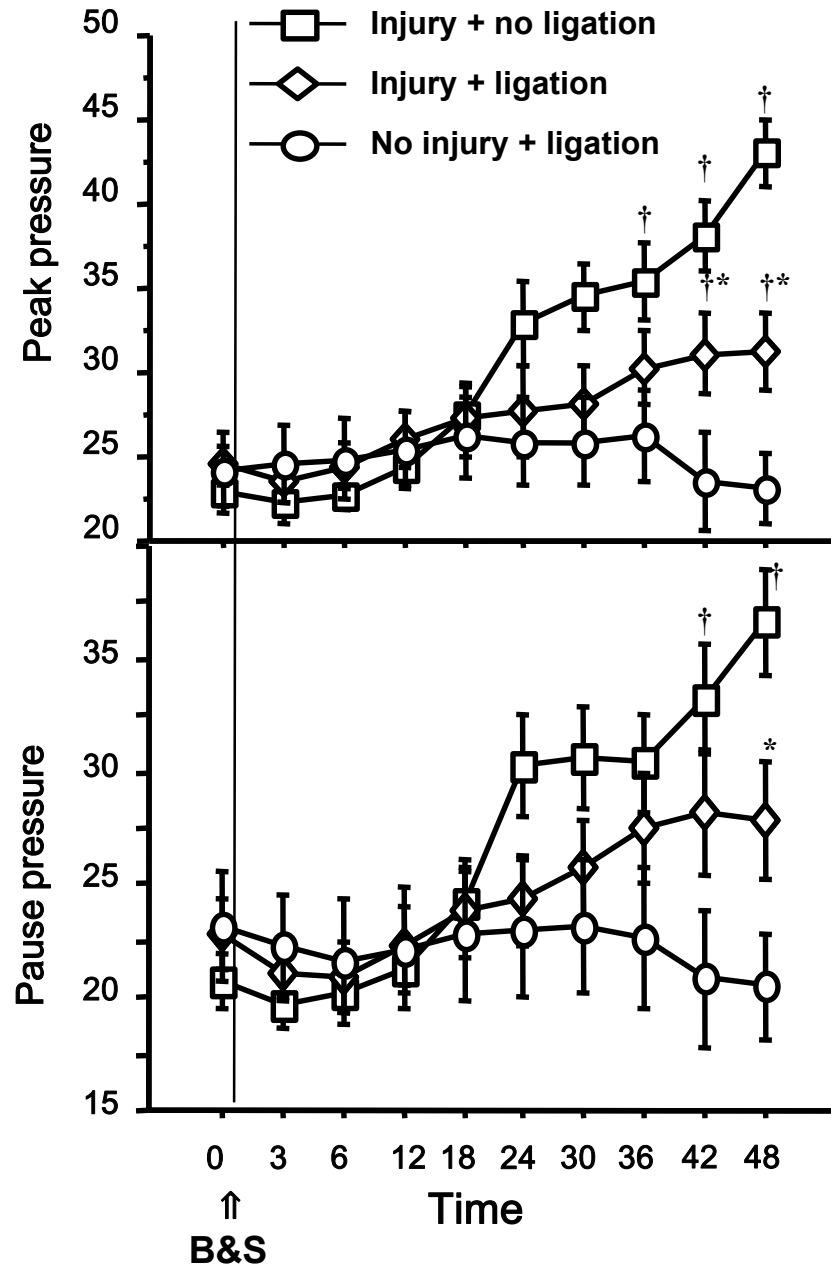 Injury + no ligation
Injury + ligation
No injury + ligation
Peak pressure
50
45
40
35
30
25
20
†
†
†
†*
†*
Pause pressure
35
30
25
20
15
†
†
*
0 3 6 12 18 24 30 36 42 48
⇑ Time
B&S